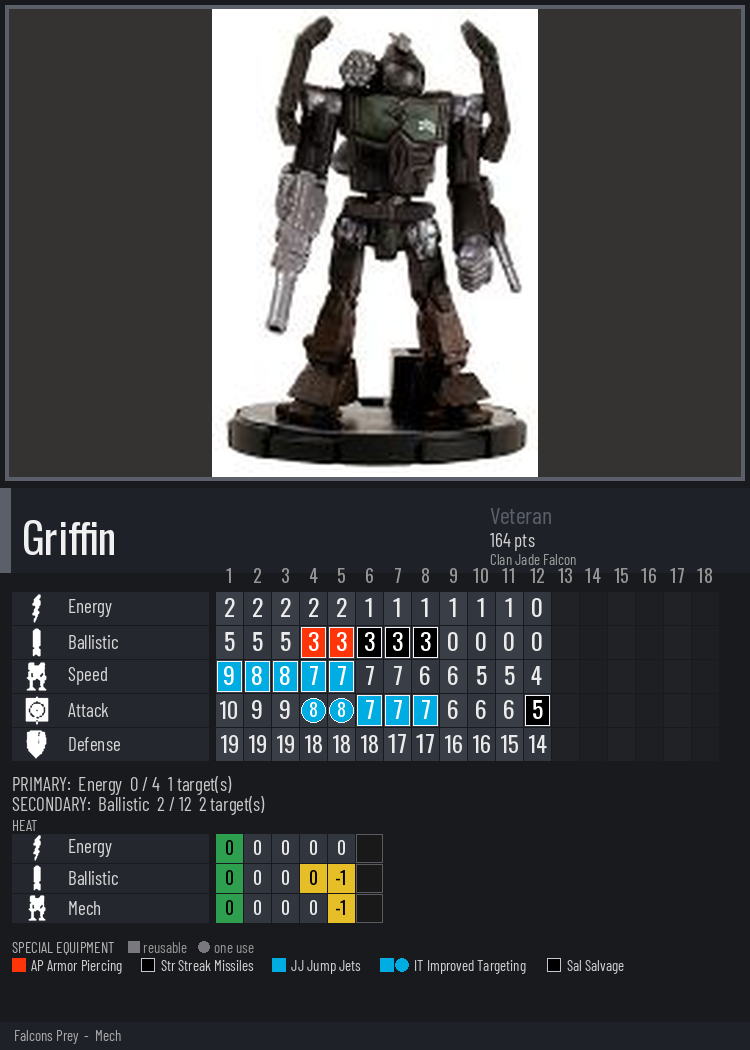 Griffin
Veteran
164 pts
Clan Jade Falcon
1 2 3 4 5 6 7 8 9 10 11 12 13 14 15 16 17 18
Energy 2 2 2 2 2 1 1 1 1 1 1 0
Ballistic 5 5 5 3 3 3 3 3 0 0 0 0
Speed 9 8 8 7 7 7 7 6 6 5 5 4
Attack 10 9 9 8 8 7 7 7 6 6 6 5
Defense 19 19 19 18 18 18 17 17 16 16 15 14
PRIMARY: Energy 0 / 4 1 target(s)
SECONDARY: Ballistic 2 / 12 2 target(s)
HEAT
Energy 0 0 0 0 0
Ballistic 0 0 0 0 -1
Mech 0 0 0 0 -1
SPECIAL EQUIPMENT reusable one use
AP Armor Piercing Str Streak Missiles JJ Jump Jets IT Improved Targeting Sal Salvage
Falcons Prey - Mech